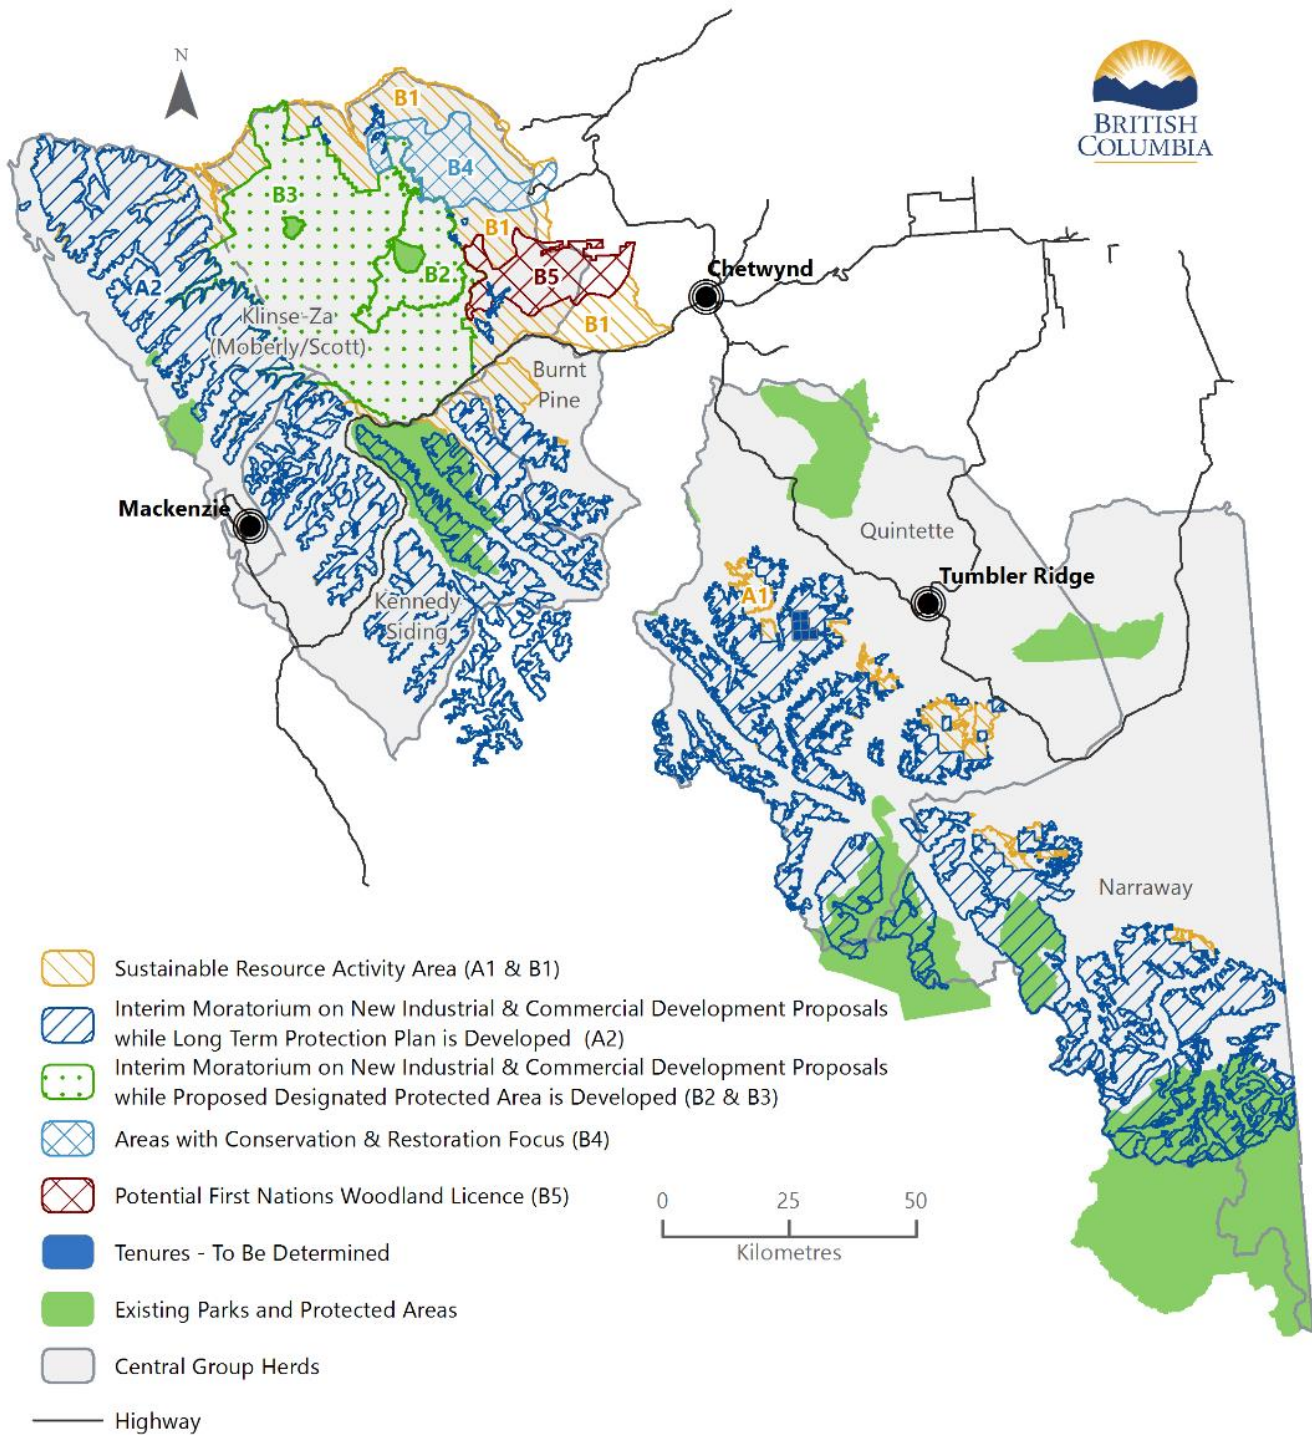 N
BRITISH
COLUMBIA
B1
B4
B3
B1
B5
B2
Chetwynd
A2
Klinse-Za
(Moberly/Scott)
B1
Burnt
Pine
Mackenzie
Quintette
Tumbler Ridge
A1
Kennedy
Siding
Narraway
Sustainable Resource Activity Area (A1 & B1)
Interim Moratorium on New Industrial & Commercial Development Proposals
while Long Term Protection Plan is Developed (A2)
Interim Moratorium on New Industrial & Commercial Development Proposals
while Proposed Designated Protected Area is Developed (B2 & B3)
Areas with Conservation & Restoration Focus (B4)
Potential First Nations Woodland Licence (B5)
Tenures - To Be Determined
Existing Parks and Protected Areas
Central Group Herds
Highway
0 25 50
Kilometres